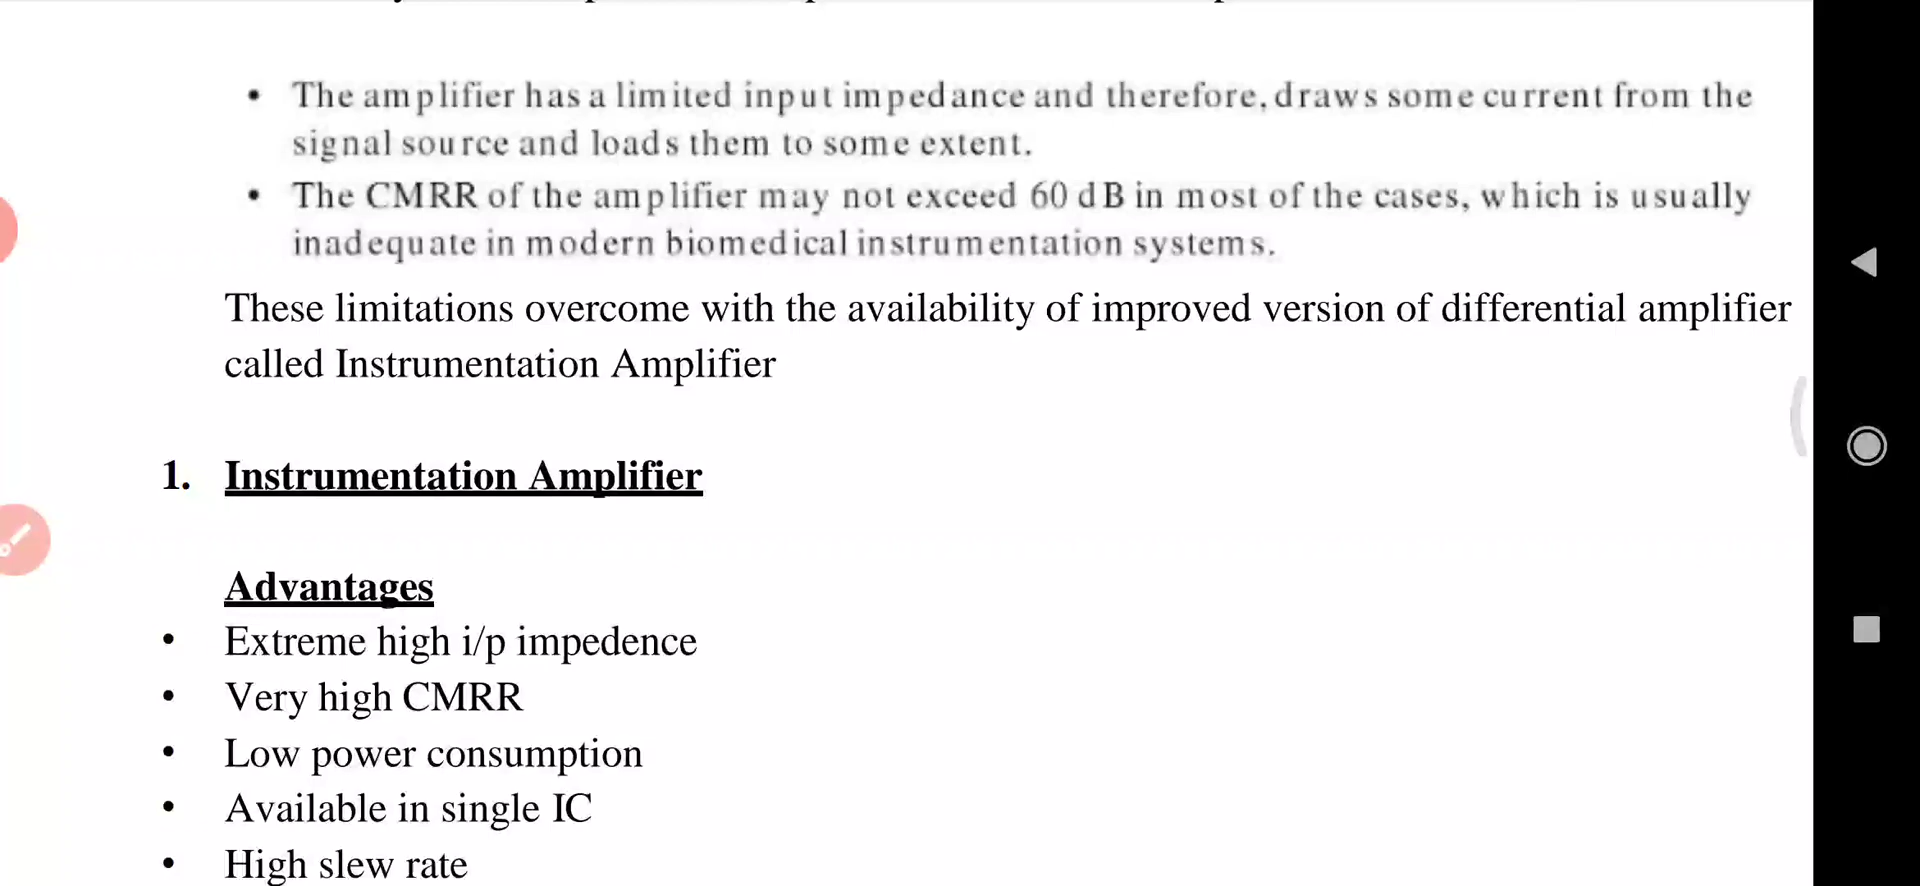 • The amplifier has a limited input impedance and therefore, draws some current from the
signal source and loads them to some extent.
• The CMRR of the amplifier may not exceed 60 dB in most of the cases, which is usually
inadequate in modern biomedical instrumentation systems.
These limitations overcome with the availability of improved version of differential amplifier
called Instrumentation Amplifier
1. Instrumentation Amplifier
Advantages
• Extreme high i/p impedence
• Very high CMRR
• Low power consumption
• Available in single IC
• High slew rate